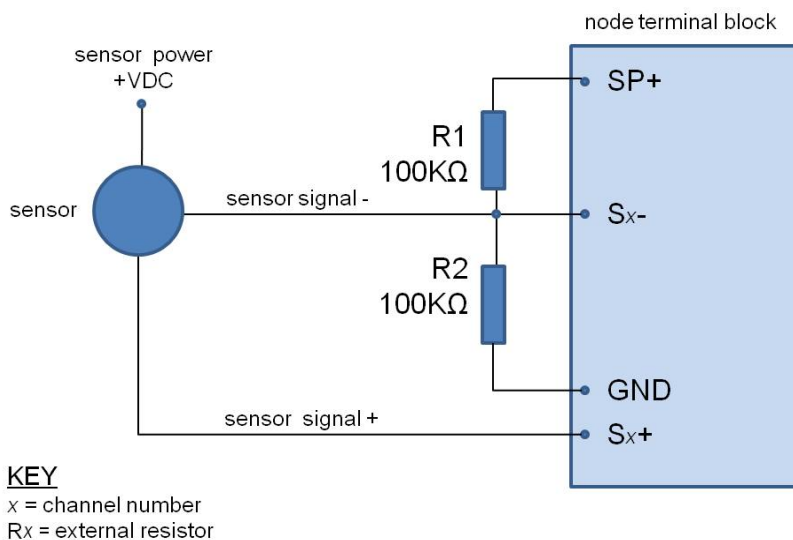 node terminal block
sensor power
+VDC
SP+
R1
100KΩ
sensor
sensor signal -
Sx-
R2
100KΩ
GND
sensor signal +
Sx+
KEY
x = channel number
Rx = external resistor